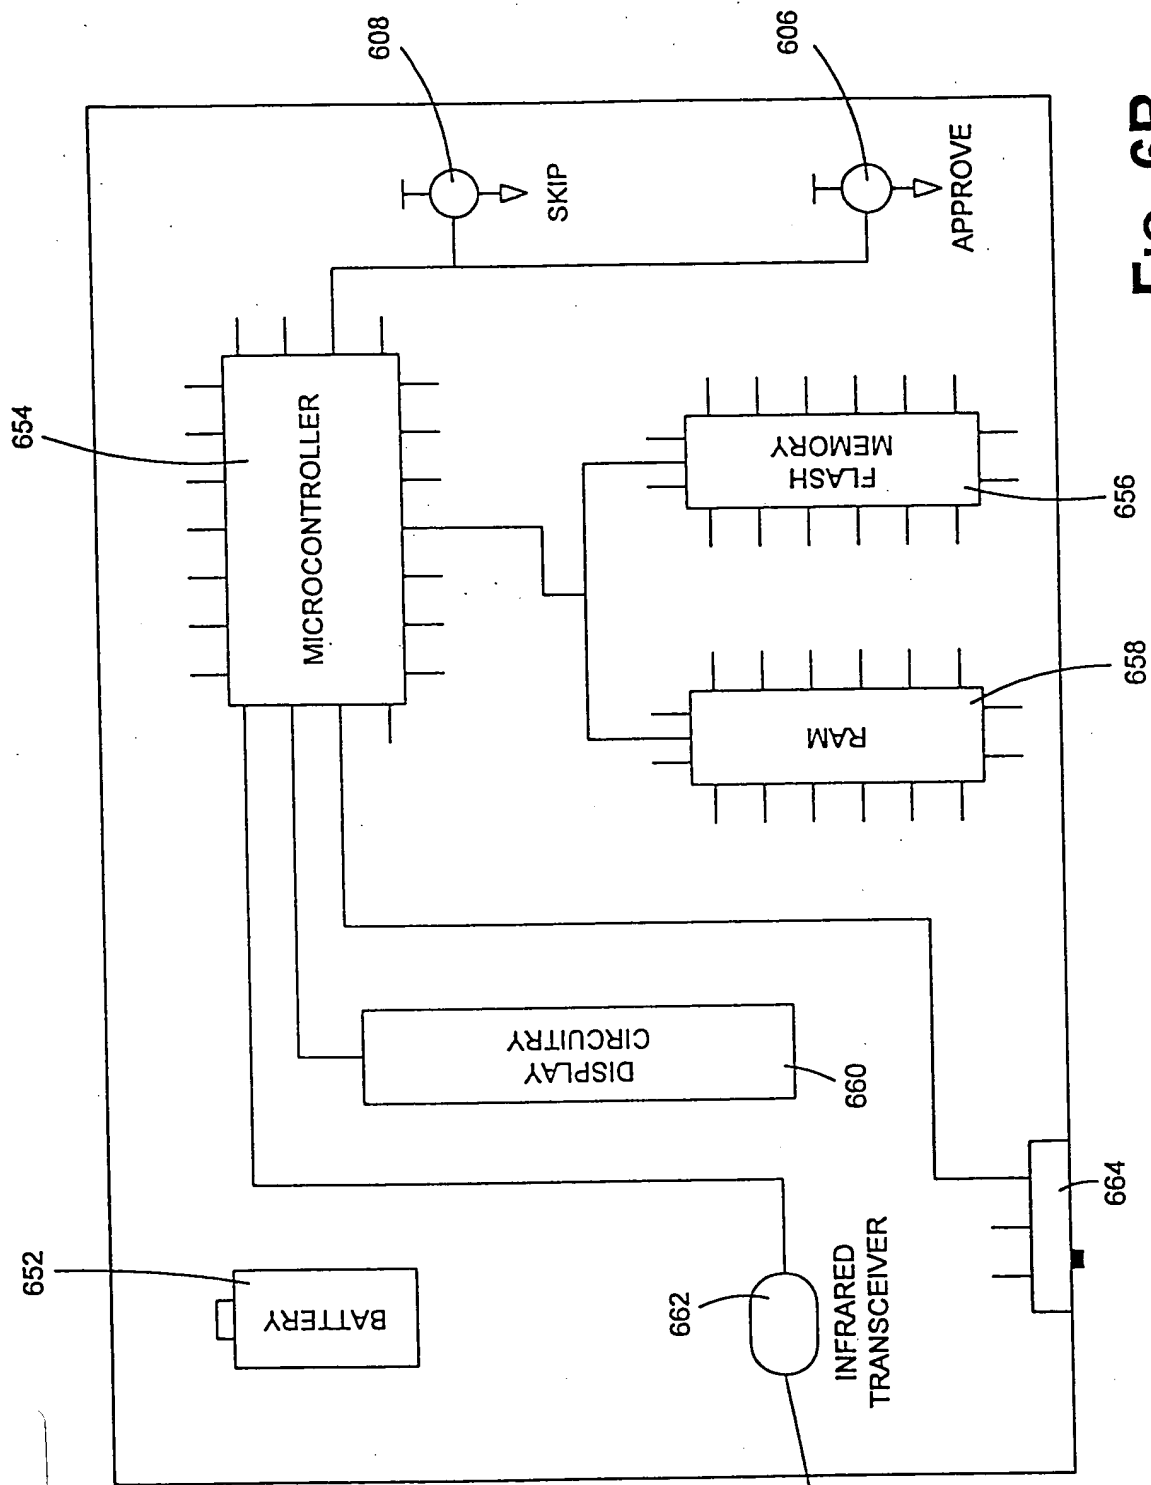 652
BATTERY
654
MICROCONTROLLER
608
SKIP
606
APPROVE
DISPLAY
CIRCUITRY
660
RAM
658
FLASH
MEMORY
656
662
INFRARED
TRANSCEIVER
664